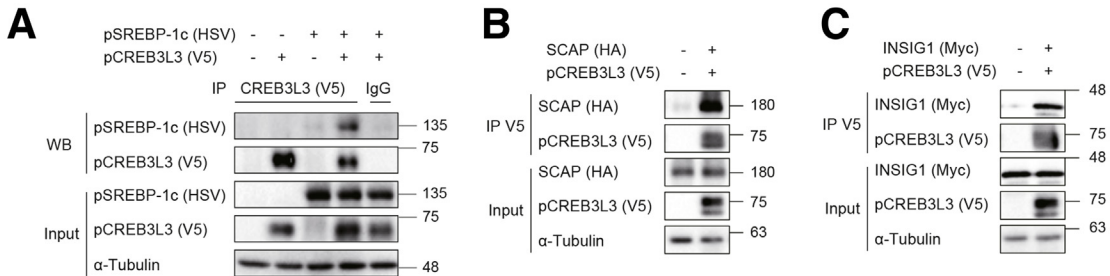 A
pSREBP-1c (HSV) - - + + +
pCREB3L3 (V5) - + - + +
IP CREB3L3 (V5) IgG
WB
pSREBP-1c (HSV) 135
pCREB3L3 (V5) 75
Input
pSREBP-1c (HSV) 135
pCREB3L3 (V5) 75
α-Tubulin 48
B
SCAP (HA) - +
pCREB3L3 (V5) - +
IP V5
SCAP (HA) 180
pCREB3L3 (V5) 75
Input
SCAP (HA) 180
pCREB3L3 (V5) 75
α-Tubulin 63
C
INSIG1 (Myc) - +
pCREB3L3 (V5) - +
IP V5
INSIG1 (Myc) 48
pCREB3L3 (V5) 75
Input
INSIG1 (Myc) 48
pCREB3L3 (V5) 75
α-Tubulin 63